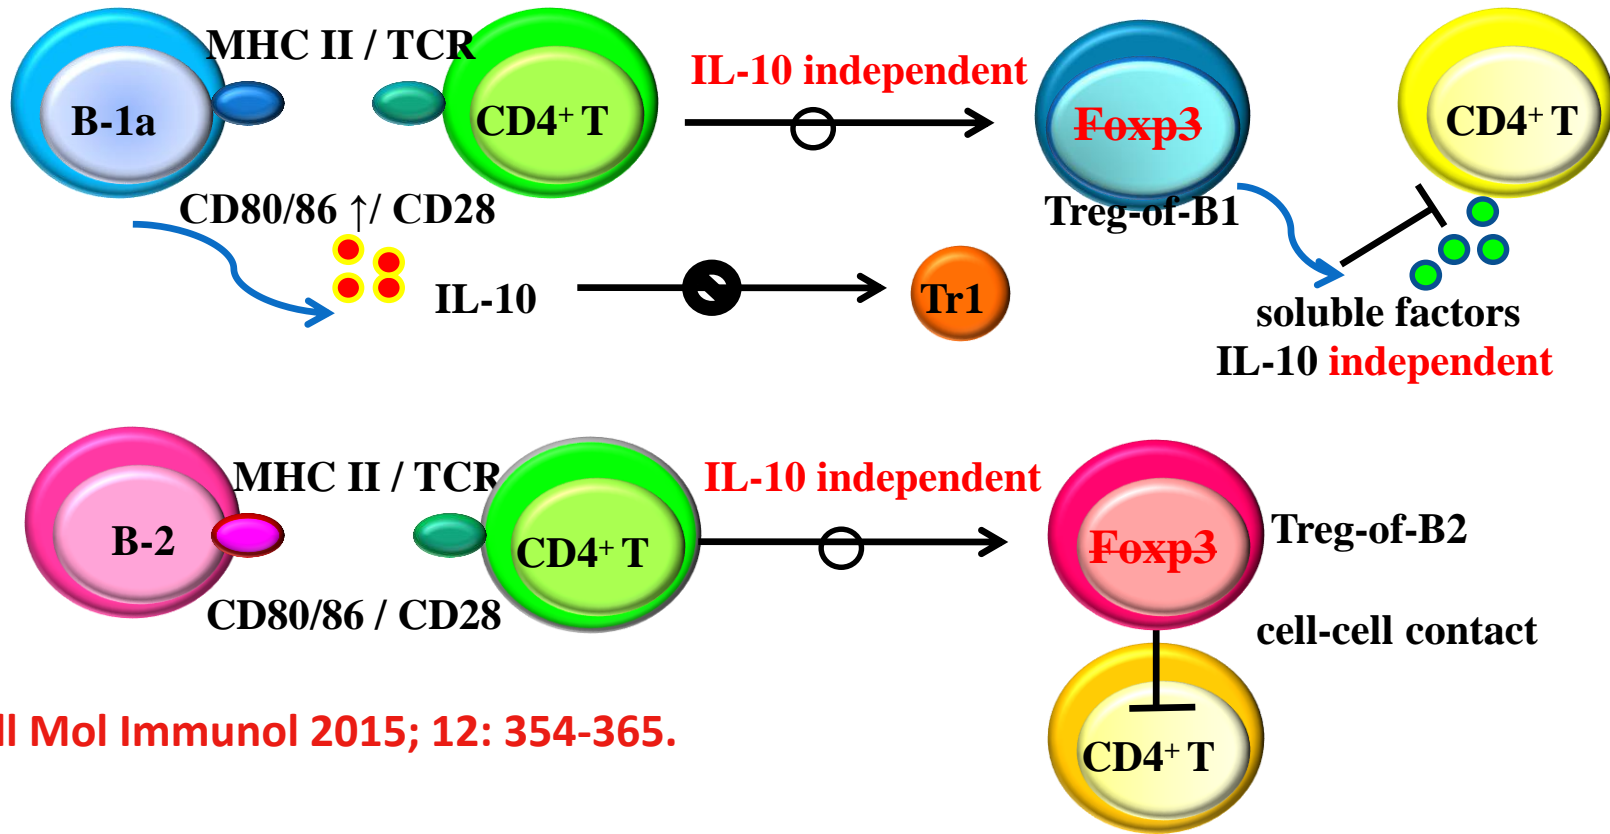 MHC II / TCR
B-1a
CD4⁺ T
IL-10 independent
Foxp3
CD4⁺ T
CD80/86 ↑/ CD28
Treg-of-B1
IL-10
Tr1
soluble factors
IL-10 independent
MHC II / TCR
B-2
CD4⁺ T
IL-10 independent
Foxp3
Treg-of-B2
CD80/86 / CD28
cell-cell contact
ll Mol Immunol 2015; 12: 354-365.
CD4⁺ T